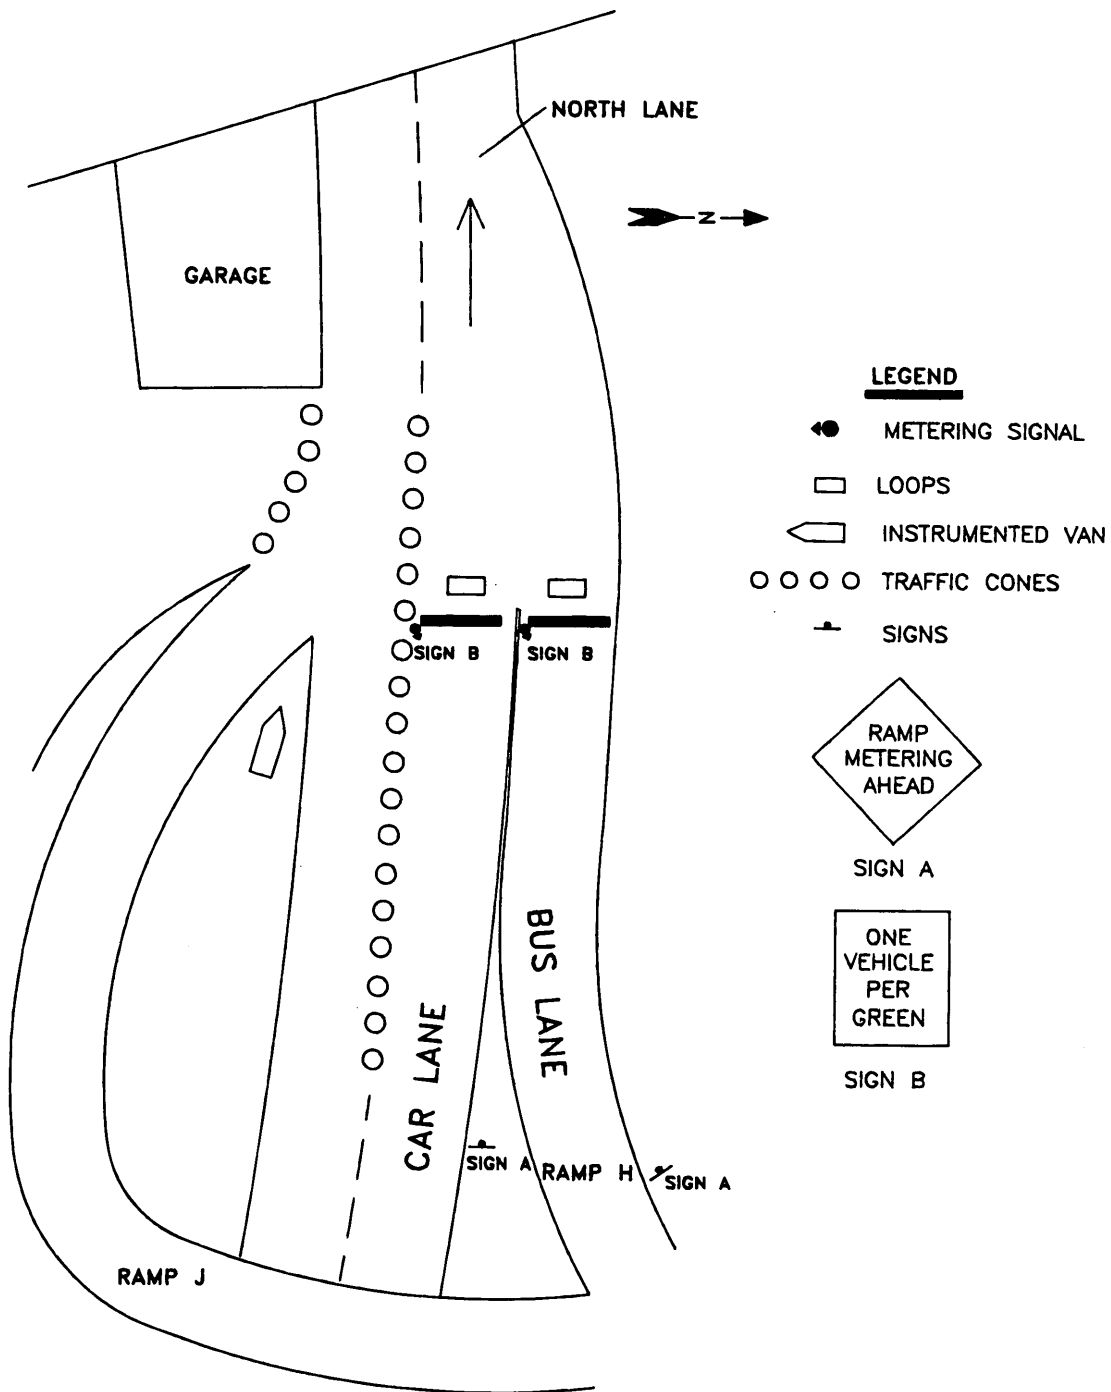 NORTH LANE
N
GARAGE
LEGEND
METERING SIGNAL
LOOPS
INSTRUMENTED VAN
TRAFFIC CONES
SIGNS
SIGN B
SIGN B
RAMP
METERING
AHEAD
SIGN A
ONE
VEHICLE
PER
GREEN
SIGN B
CAR LANE
BUS LANE
SIGN A
RAMP H
SIGN A
RAMP J